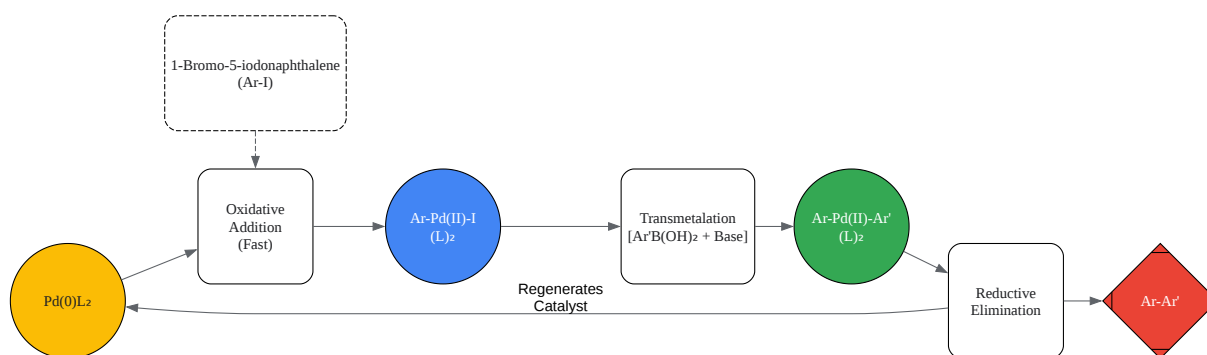 1-Bromo-5-iodonaphthalene
(Ar-I)
Oxidative
Addition
(Fast)
Ar-Pd(II)-I
(L)₂
Transmetalation
[Ar'B(OH)₂ + Base]
Ar-Pd(II)-Ar'
(L)₂
Pd(0)L₂
Regenerates
Catalyst
Reductive
Elimination
Ar-Ar'